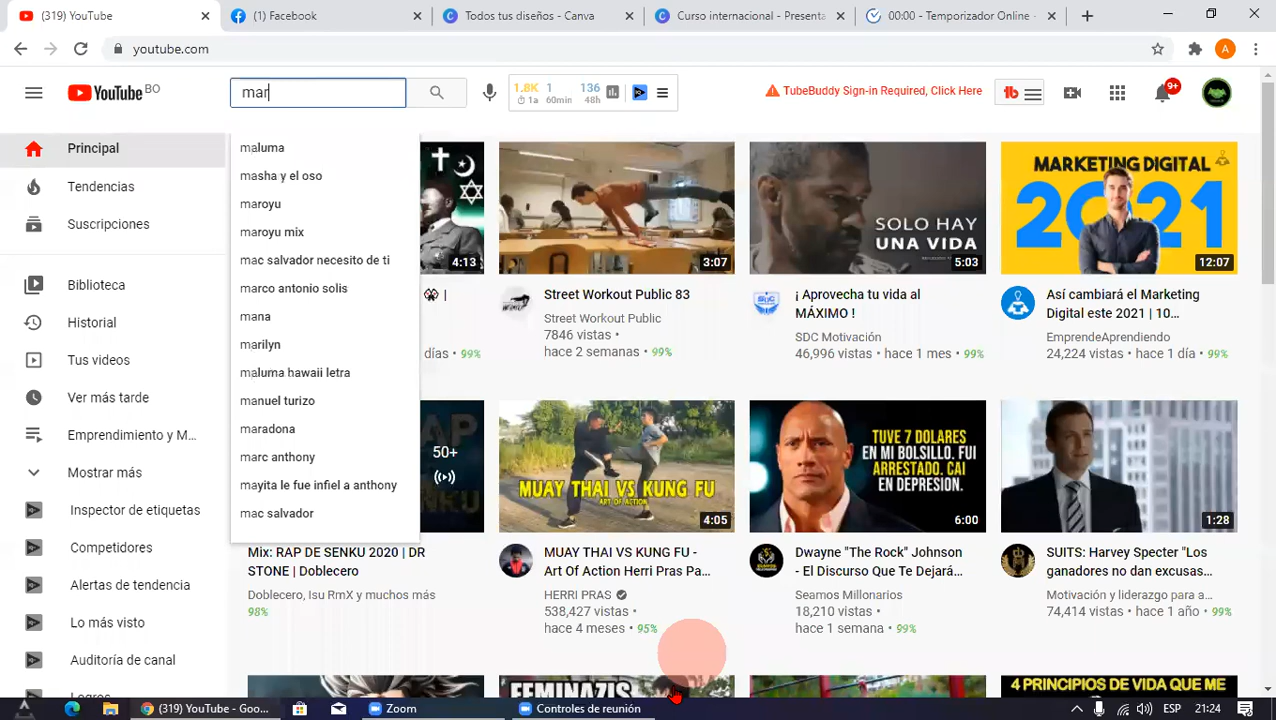 (319) YouTube
(1) Facebook
Todos tus diseños - Canva
Curso internacional - Presenta
00:00 - Temporizador Online -
youtube.com
A
YouTube BO
mar
1.8K
1a
1
60min
136
48h
TubeBuddy Sign-in Required, Click Here
tb
9+
Principal
Tendencias
Suscripciones
Biblioteca
Historial
Tus videos
Ver más tarde
Emprendimiento y M...
Mostrar más
Inspector de etiquetas
Competidores
Alertas de tendencia
Lo más visto
Auditoría de canal
Logros
maluma
masha y el oso
maroyu
maroyu mix
mac salvador necesito de ti
marco antonio solis
mana
marilyn
maluma hawaii letra
manuel turizo
maradona
marc anthony
mayita le fue infiel a anthony
mac salvador
4:13
días • 99%
3:07
Street Workout Public 83
Street Workout Public
7846 vistas •
hace 2 semanas • 99%
SOLO HAY
UNA VIDA
5:03
¡ Aprovecha tu vida al
MÁXIMO !
SDC Motivación
46,996 vistas • hace 1 mes • 99%
MARKETING DIGITAL
2021
12:07
Así cambiará el Marketing
Digital este 2021 | 10...
EmprendeAprendiendo
24,224 vistas • hace 1 día • 99%
50+
Mix: RAP DE SENKU 2020 | DR
STONE | Doblecero
Doblecero, Isu RmX y muchos más
98%
MUAY THAI VS KUNG FU
ART OF ACTION
4:05
MUAY THAI VS KUNG FU -
Art Of Action Herri Pras Pa...
HERRI PRAS
538,427 vistas •
hace 4 meses • 95%
TUVE 7 DOLARES
EN MI BOLSILLO. FUI
ARRESTADO. CAI
EN DEPRESION.
6:00
Dwayne "The Rock" Johnson
- El Discurso Que Te Dejará...
Seamos Millonarios
18,210 vistas •
hace 1 semana • 99%
1:28
SUITS: Harvey Specter "Los
ganadores no dan excusas...
Motivación y liderazgo para a...
74,414 vistas • hace 1 año • 99%
FEMINAZIS
4 PRINCIPIOS DE VIDA QUE ME
(319) YouTube - Goo...
Zoom
Controles de reunión
ESP
21:24